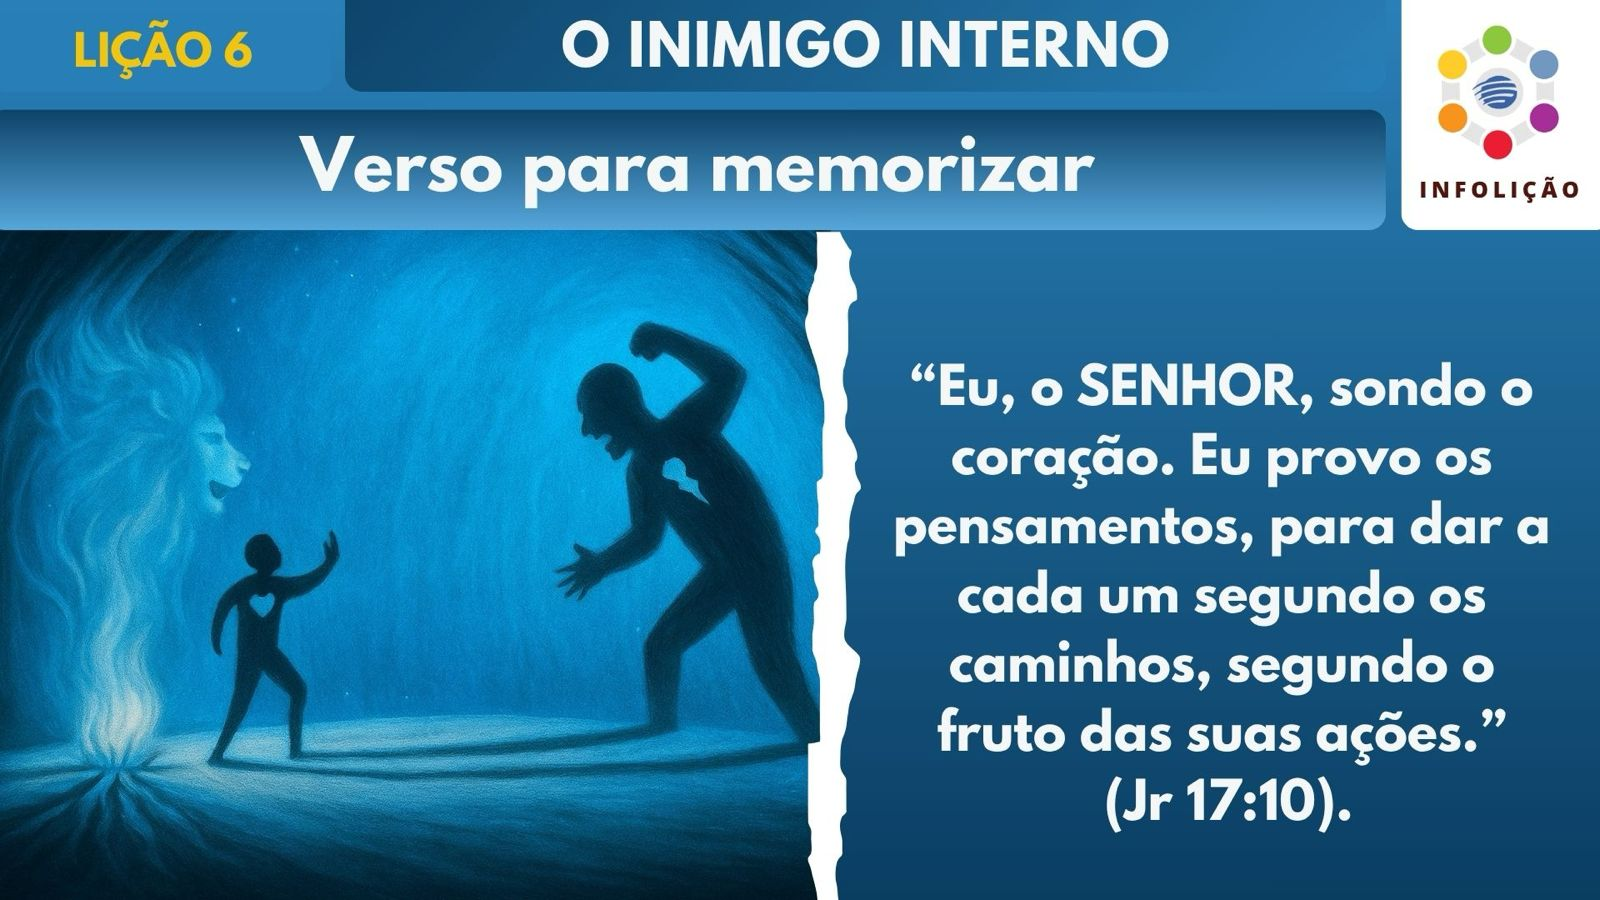 LIÇÃO 6
O INIMIGO INTERNO
Verso para memorizar
INFOLIÇÃO
“Eu, o SENHOR, sondo o
coração. Eu provo os
pensamentos, para dar a
cada um segundo os
caminhos, segundo o
fruto das suas ações.”
(Jr 17:10).